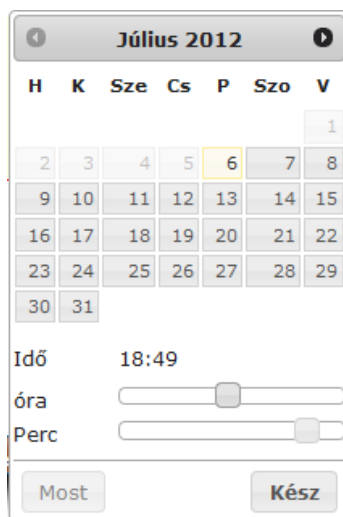 Július 2012
H K Sze Cs P Szo V
1
2 3 4 5 6 7 8
9 10 11 12 13 14 15
16 17 18 19 20 21 22
23 24 25 26 27 28 29
30 31
Idő 18:49
óra
Perc
Most Kész